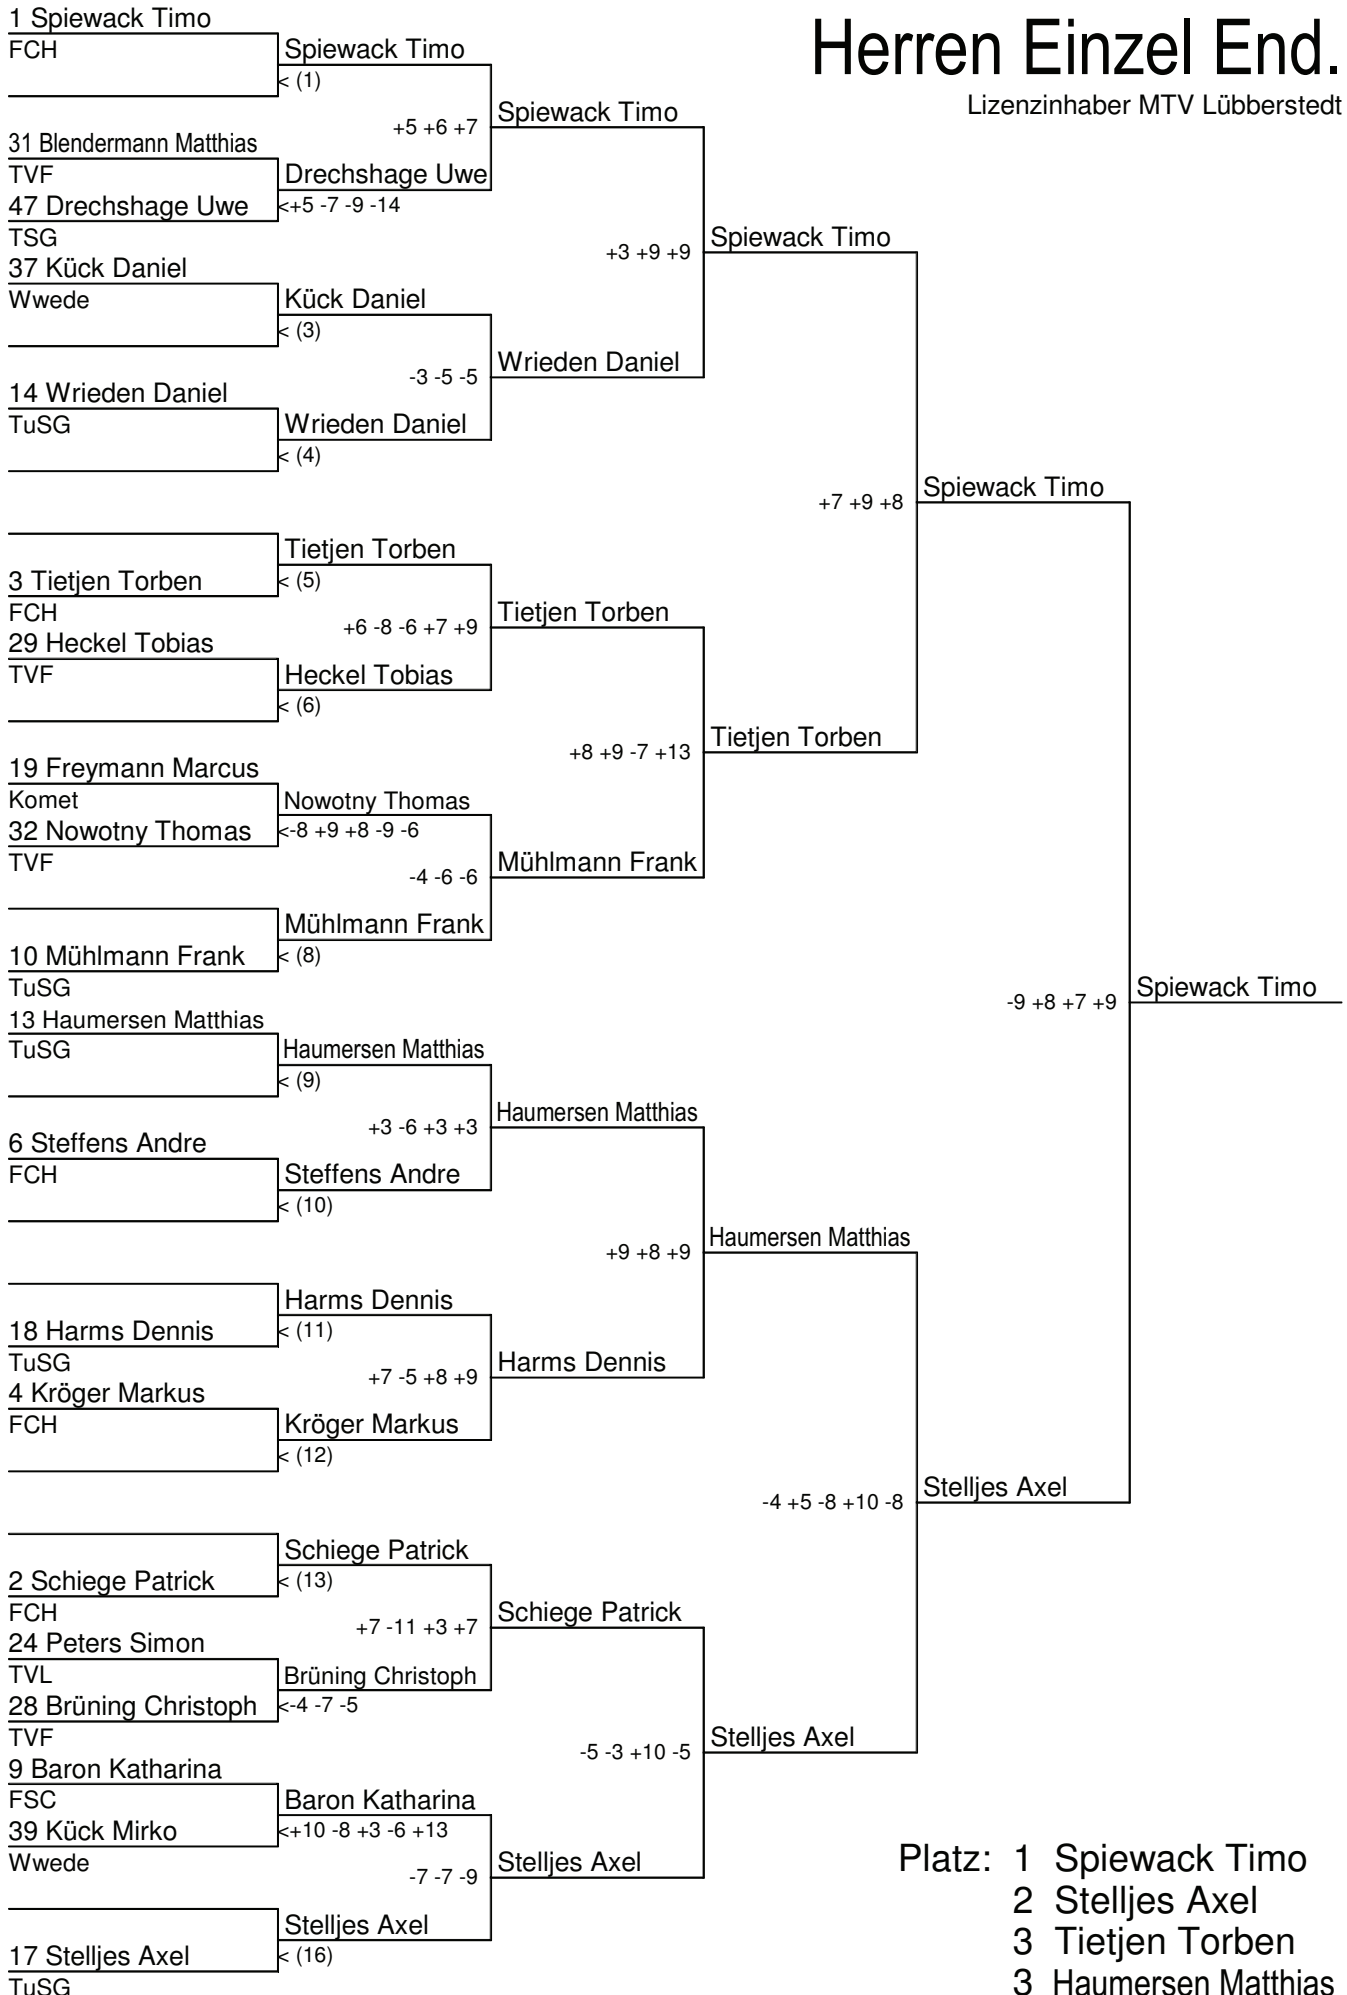 Herren Einzel End.
Lizenzinhaber MTV Lübberstedt
1 Spiewack Timo
FCH
31 Blendermann Matthias
TVF
47 Drechshage Uwe
TSG
37 Kück Daniel
Wwede
14 Wrieden Daniel
TuSG
3 Tietjen Torben
FCH
29 Heckel Tobias
TVF
19 Freymann Marcus
Komet
32 Nowotny Thomas
TVF
10 Mühlmann Frank
TuSG
13 Haumersen Matthias
TuSG
6 Steffens Andre
FCH
18 Harms Dennis
TuSG
4 Kröger Markus
FCH
2 Schiege Patrick
FCH
24 Peters Simon
TVL
28 Brüning Christoph
TVF
9 Baron Katharina
FSC
39 Kück Mirko
Wwede
17 Stelljes Axel
TuSG
Spiewack Timo
< (1)
Drechshage Uwe
<+5 -7 -9 -14
Kück Daniel
< (3)
Wrieden Daniel
< (4)
Tietjen Torben
< (5)
Heckel Tobias
< (6)
Nowotny Thomas
<-8 +9 +8 -9 -6
Mühlmann Frank
< (8)
Haumersen Matthias
< (9)
Steffens Andre
< (10)
Harms Dennis
< (11)
Kröger Markus
< (12)
Schiege Patrick
< (13)
Brüning Christoph
<-4 -7 -5
Baron Katharina
<+10 -8 +3 -6 +13
Stelljes Axel
< (16)
Spiewack Timo
+5 +6 +7
Wrieden Daniel
-3 -5 -5
Tietjen Torben
+6 -8 -6 +7 +9
Mühlmann Frank
-4 -6 -6
Haumersen Matthias
+3 -6 +3 +3
Harms Dennis
+7 -5 +8 +9
Schiege Patrick
+7 -11 +3 +7
Stelljes Axel
-7 -7 -9
Spiewack Timo
+3 +9 +9
Tietjen Torben
+8 +9 -7 +13
Haumersen Matthias
+9 +8 +9
Stelljes Axel
-5 -3 +10 -5
Spiewack Timo
+7 +9 +8
Stelljes Axel
-4 +5 -8 +10 -8
Spiewack Timo
-9 +8 +7 +9
Platz: 1 Spiewack Timo
2 Stelljes Axel
3 Tietjen Torben
3 Haumersen Matthias